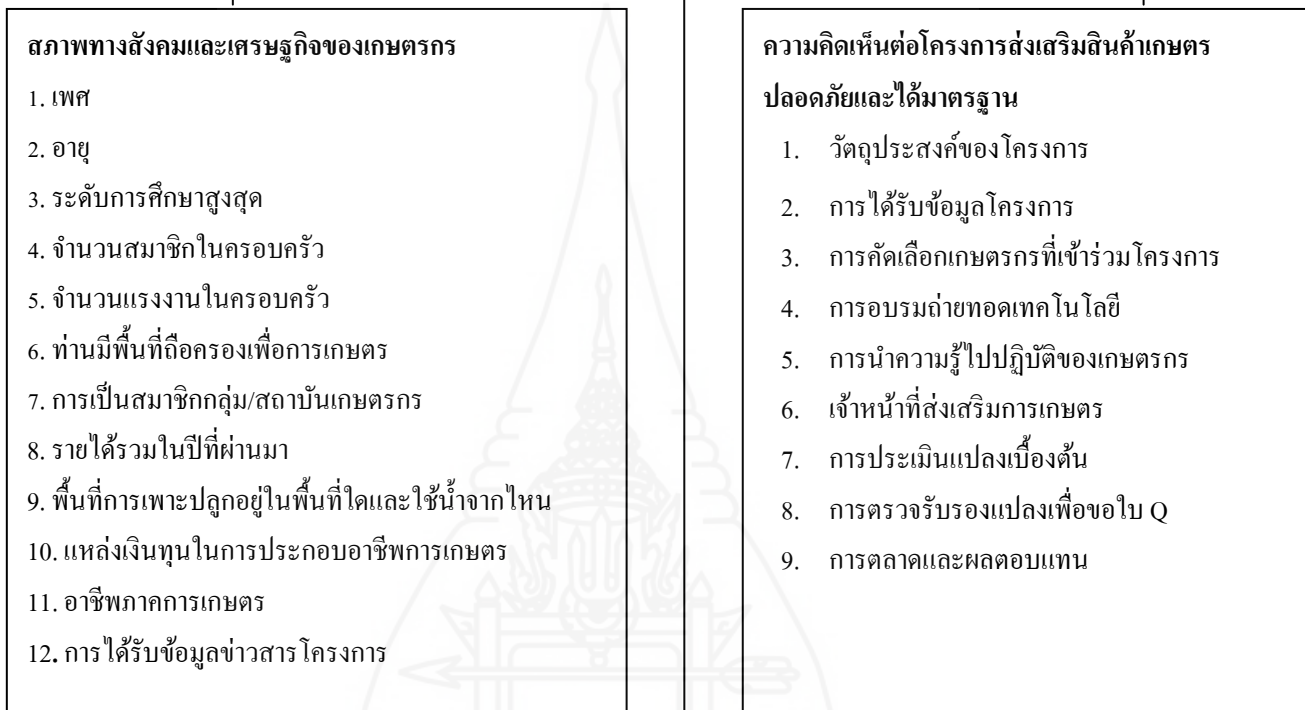 สภาพทางสังคมและเศรษฐกิจของเกษตรกร
1. เพศ
2. อายุ
3. ระดับการศึกษาสูงสุด
4. จำนวนสมาชิกในครอบครัว
5. จำนวนแรงงานในครอบครัว
6. ท่านมีพื้นที่ถือครองเพื่อการเกษตร
7. การเป็นสมาชิกกลุ่ม/สถาบันเกษตรกร
8. รายได้รวมในปีที่ผ่านมา
9. พื้นที่การเพาะปลูกอยู่ในพื้นที่ใดและใช้น้ำจากไหน
10. แหล่งเงินทุนในการประกอบอาชีพการเกษตร
11. อาชีพภาคการเกษตร
12. การได้รับข้อมูลข่าวสารโครงการ
ความคิดเห็นต่อโครงการส่งเสริมสินค้าเกษตร
ปลอดภัยและได้มาตรฐาน
1. วัตถุประสงค์ของโครงการ
2. การได้รับข้อมูลโครงการ
3. การคัดเลือกเกษตรกรที่เข้าร่วมโครงการ
4. การอบรมถ่ายทอดเทคโนโลยี
5. การนำความรู้ไปปฏิบัติของเกษตรกร
6. เจ้าหน้าที่ส่งเสริมการเกษตร
7. การประเมินแปลงเบื้องต้น
8. การตรวจรับรองแปลงเพื่อขอใบ Q
9. การตลาดและผลตอบแทน